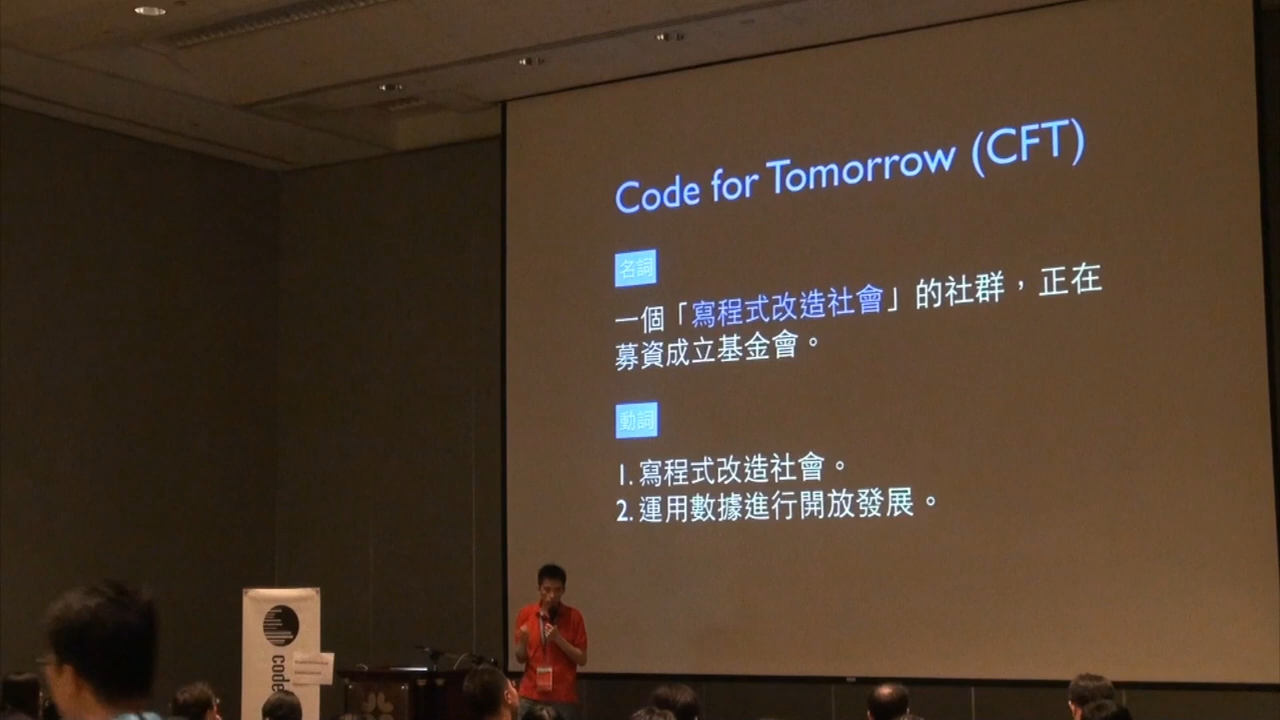 Code for Tomorrow (CFT)
名詞
一個「寫程式改造社會」的社群，正在
募資成立基金會。
動詞
1. 寫程式改造社會。
2. 運用數據進行開放發展。
code